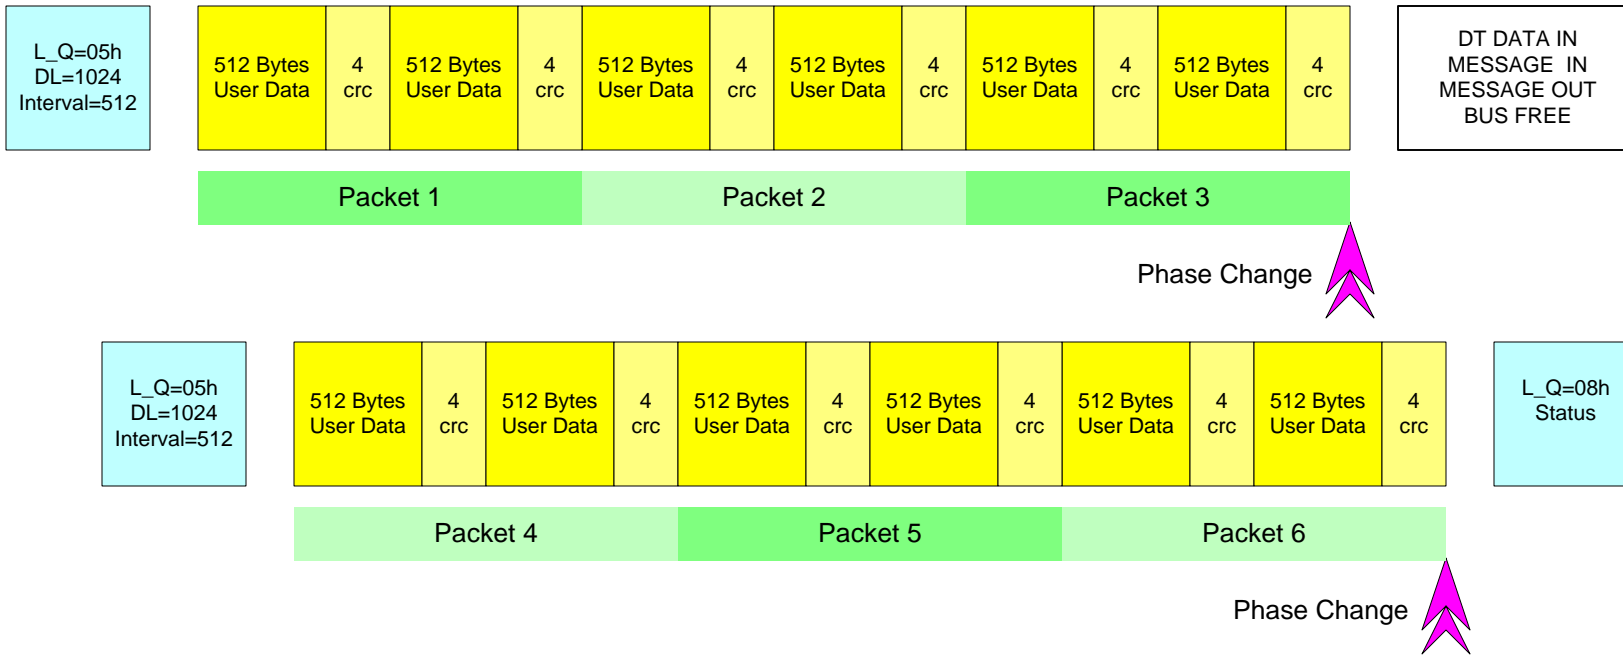 L_Q=05h
DL=1024
Interval=512
512 Bytes
User Data
4
crc
512 Bytes
User Data
4
crc
512 Bytes
User Data
4
crc
512 Bytes
User Data
4
crc
512 Bytes
User Data
4
crc
512 Bytes
User Data
4
crc
DT DATA IN
MESSAGE IN
MESSAGE OUT
BUS FREE
Packet 1
Packet 2
Packet 3
Phase Change
L_Q=05h
DL=1024
Interval=512
512 Bytes
User Data
4
crc
512 Bytes
User Data
4
crc
512 Bytes
User Data
4
crc
512 Bytes
User Data
4
crc
512 Bytes
User Data
4
crc
512 Bytes
User Data
4
crc
L_Q=08h
Status
Packet 4
Packet 5
Packet 6
Phase Change